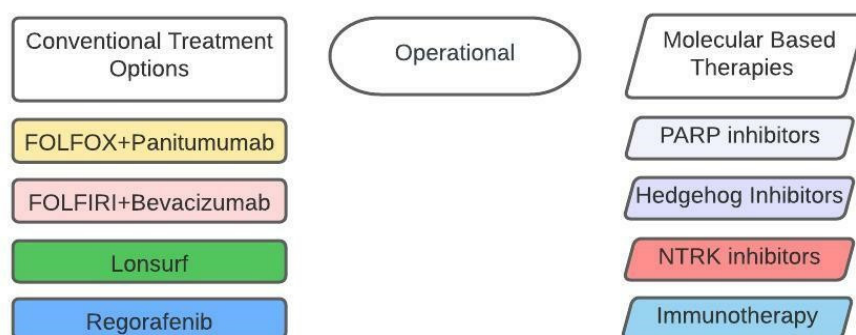 Conventional Treatment
Options
Operational
Molecular Based
Therapies
FOLFOX+Panitumumab
PARP inhibitors
FOLFIRI+Bevacizumab
Hedgehog Inhibitors
Lonsurf
NTRK inhibitors
Regorafenib
Immunotherapy